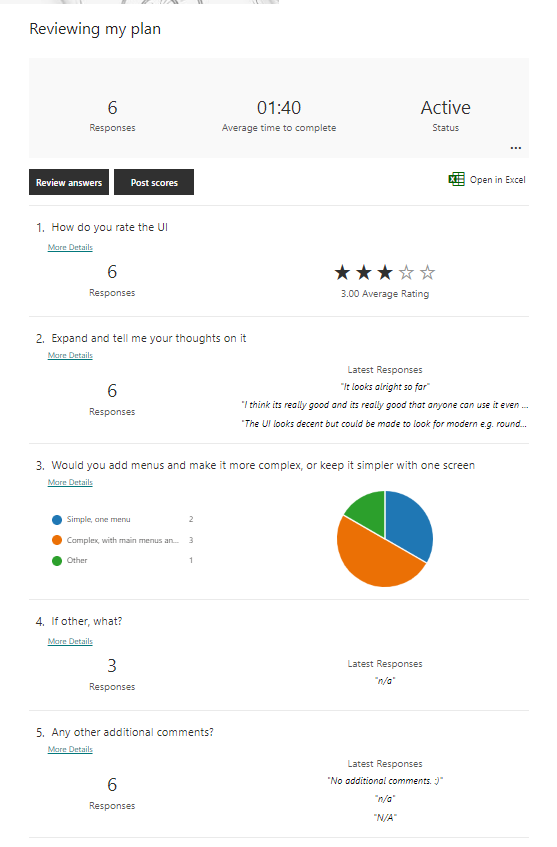 Reviewing my plan
6
Responses
01:40
Average time to complete
Active
Status
...
Review answers
Post scores
Open in Excel
1. How do you rate the UI
More Details
6
Responses
3.00 Average Rating
2. Expand and tell me your thoughts on it
More Details
6
Responses
Latest Responses
"It looks alright so far"
"I think its really good and its really good that anyone can use it even ...
"The UI looks decent but could be made to look for modern e.g. round...
3. Would you add menus and make it more complex, or keep it simpler with one screen
More Details
Simple, one menu 2
Complex, with main menus an... 3
Other 1
4. If other, what?
More Details
3
Responses
Latest Responses
"n/a"
5. Any other additional comments?
More Details
6
Responses
Latest Responses
"No additional comments. :)"
"n/a"
"N/A"